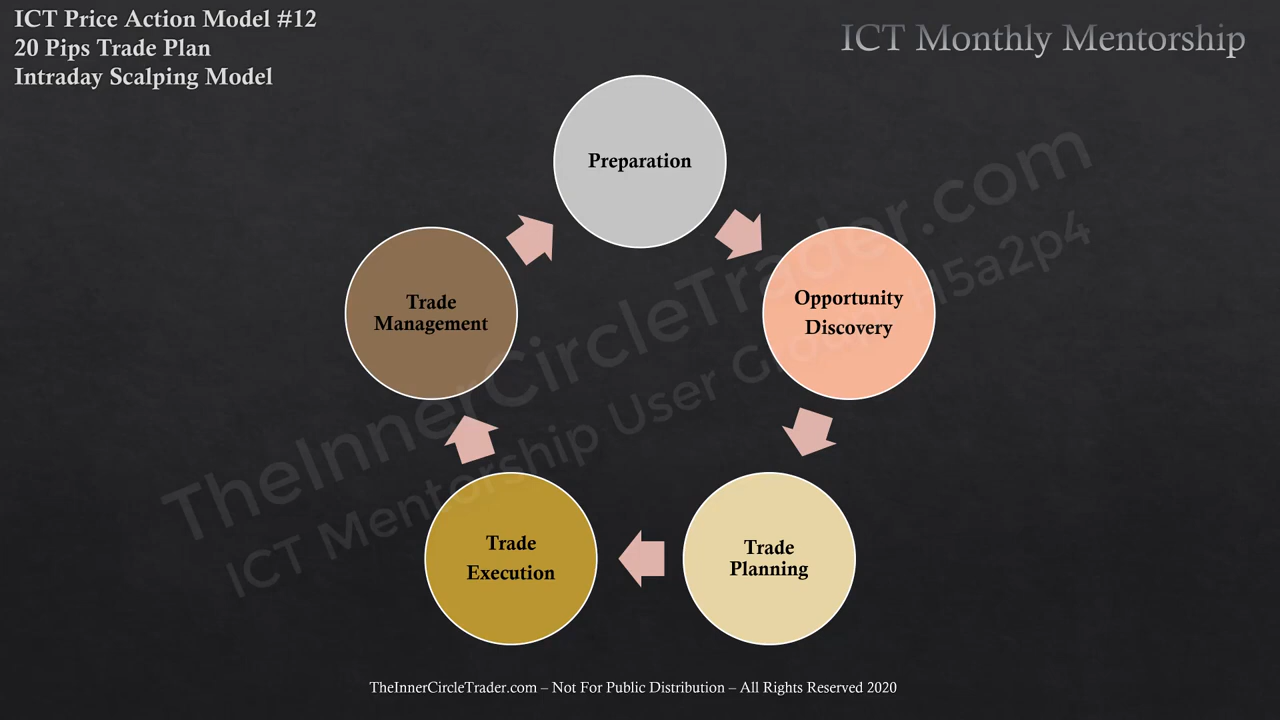 ICT Price Action Model #12
20 Pips Trade Plan
Intraday Scalping Model
ICT Monthly Mentorship
Preparation
Opportunity
Discovery
Trade
Planning
Trade
Execution
Trade
Management
TheInnerCircleTrader.com
ICT Mentorship User Group
TheInnerCircleTrader.com – Not For Public Distribution – All Rights Reserved 2020